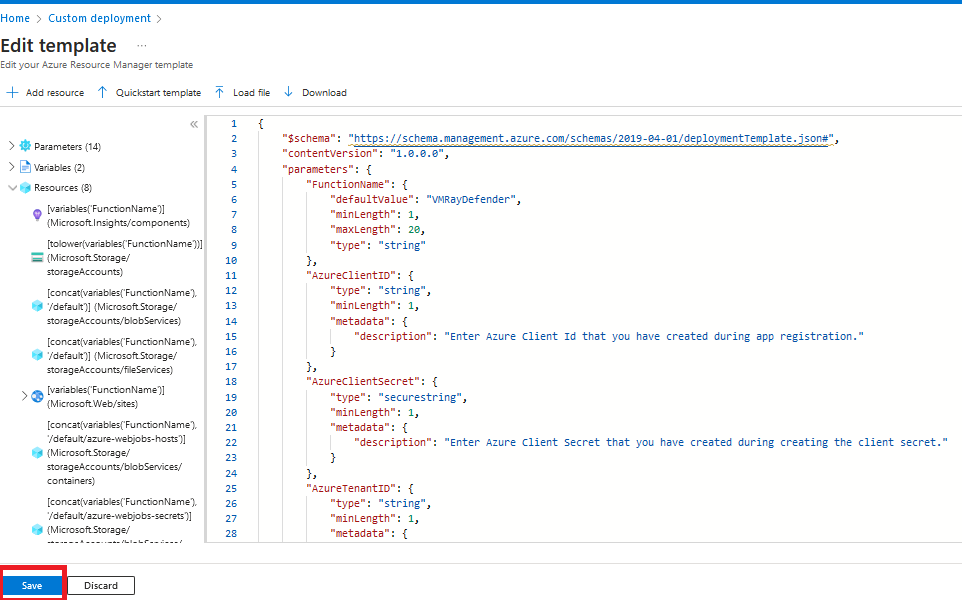 Home > Custom deployment >
Edit template ...
Edit your Azure Resource Manager template
+ Add resource ↑ Quickstart template ↑ Load file ↓ Download
«
> Parameters (14)
> Variables (2)
Resources (8)
[variables('FunctionName')]
(Microsoft.Insights/components)
[tolower(variables('FunctionName'))]
(Microsoft.Storage/
storageAccounts)
[concat(variables('FunctionName'),
'/default')] (Microsoft.Storage/
storageAccounts/blobServices)
[concat(variables('FunctionName'),
'/default')] (Microsoft.Storage/
storageAccounts/fileServices)
> [variables('FunctionName')]
(Microsoft.Web/sites)
[concat(variables('FunctionName'),
'/default/azure-webjobs-hosts')]
(Microsoft.Storage/
storageAccounts/blobServices/
containers)
[concat(variables('FunctionName'),
'/default/azure-webjobs-secrets')]
(Microsoft.Storage/
storageAccounts/blobServices/
1 {
2 "$schema": "https://schema.management.azure.com/schemas/2019-04-01/deploymentTemplate.json#",
3 "contentVersion": "1.0.0.0",
4 "parameters": {
5 "FunctionName": {
6 "defaultValue": "VMRayDefender",
7 "minLength": 1,
8 "maxLength": 20,
9 "type": "string"
10 },
11 "AzureClientID": {
12 "type": "string",
13 "minLength": 1,
14 "metadata": {
15 "description": "Enter Azure Client Id that you have created during app registration."
16 }
17 },
18 "AzureClientSecret": {
19 "type": "securestring",
20 "minLength": 1,
21 "metadata": {
22 "description": "Enter Azure Client Secret that you have created during creating the client secret."
23 }
24 },
25 "AzureTenantID": {
26 "type": "string",
27 "minLength": 1,
28 "metadata": {
Save Discard